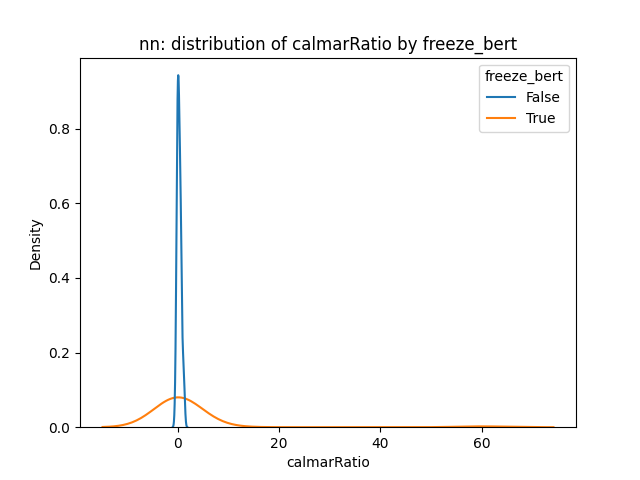 nn: distribution of calmarRatio by freeze_bert
freeze_bert
False
True
Density
0.8
0.6
0.4
0.2
0.0
0
20
40
60
calmarRatio